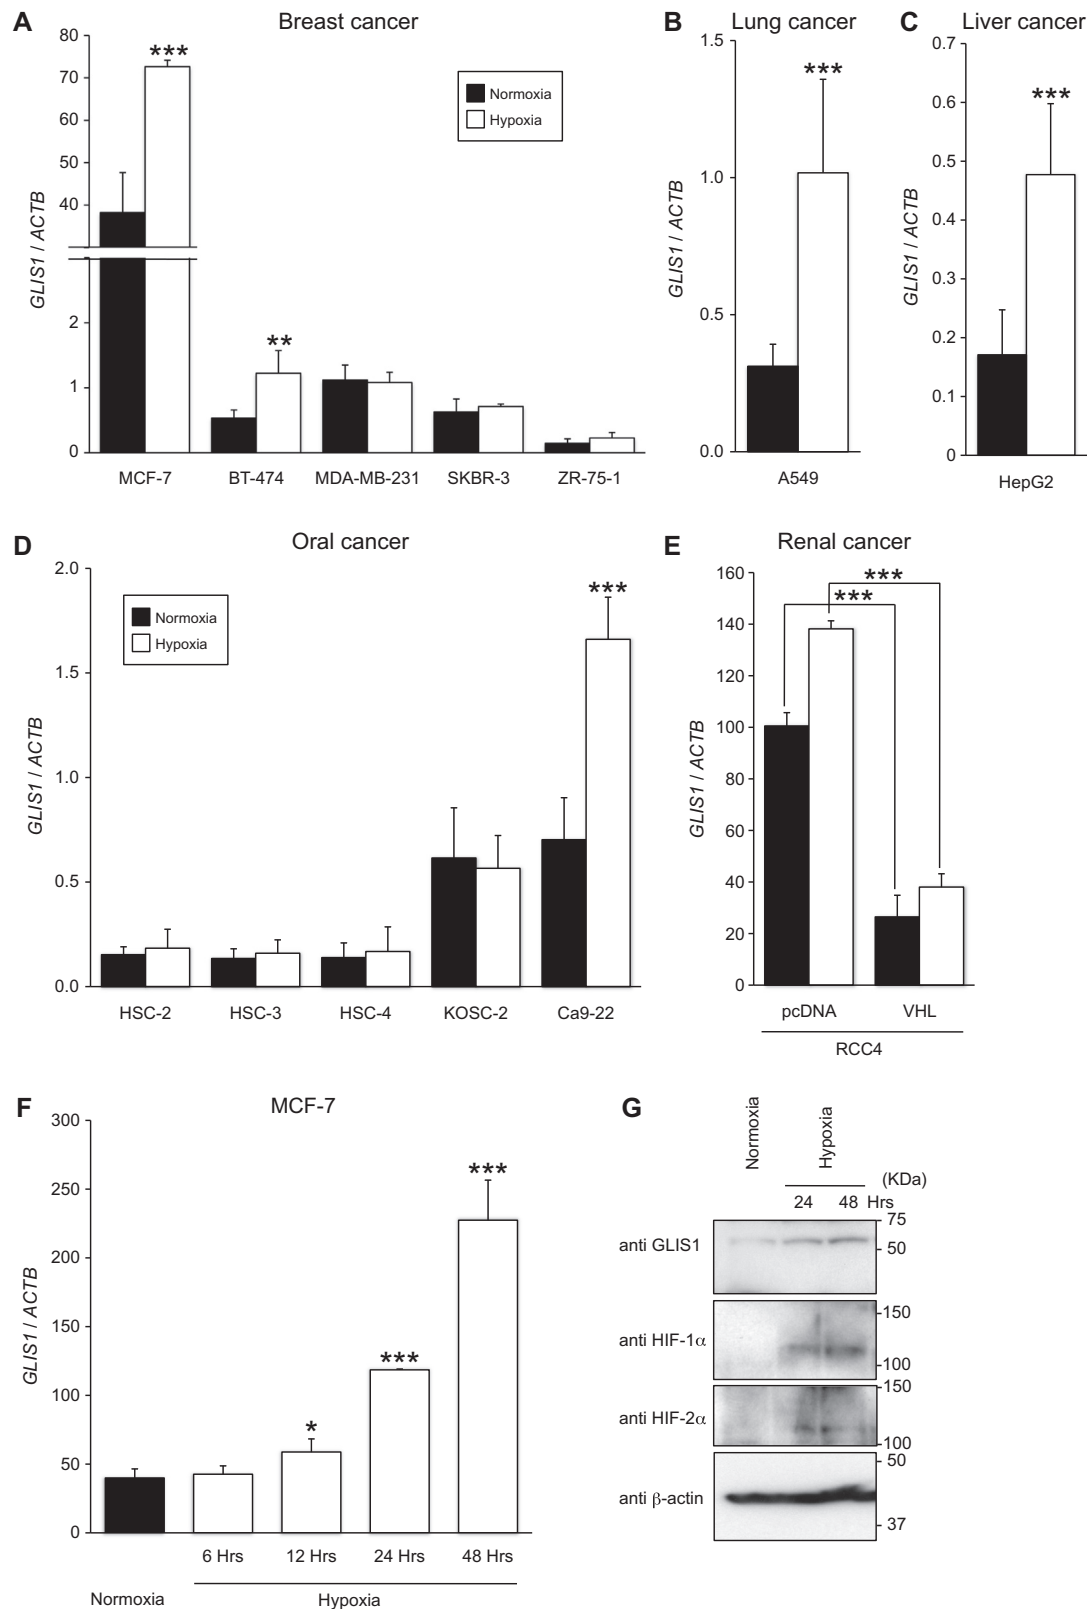 A
Breast cancer
80
70
60
50
40
2
1
0
GLIS1 / ACTB
***
**
Normoxia
Hypoxia
MCF-7 BT-474 MDA-MB-231 SKBR-3 ZR-75-1
B
Lung cancer
1.5
1.0
0.5
0.0
GLIS1 / ACTB
***
A549
C
Liver cancer
0.7
0.6
0.5
0.4
0.3
0.2
0.1
0
GLIS1 / ACTB
***
HepG2
D
Oral cancer
2.0
1.5
1.0
0.5
0.0
GLIS1 / ACTB
Normoxia
Hypoxia
***
HSC-2 HSC-3 HSC-4 KOSC-2 Ca9-22
E
Renal cancer
160
140
120
100
80
60
40
20
0
GLIS1 / ACTB
***
***
pcDNA VHL
RCC4
F
MCF-7
300
250
200
150
100
50
0
GLIS1 / ACTB
*
***
***
6 Hrs 12 Hrs 24 Hrs 48 Hrs
Normoxia Hypoxia
G
Normoxia
Hypoxia
(KDa)
24 48 Hrs
anti GLIS1
75
50
anti HIF-1α
150
100
anti HIF-2α
150
100
anti β-actin
50
37